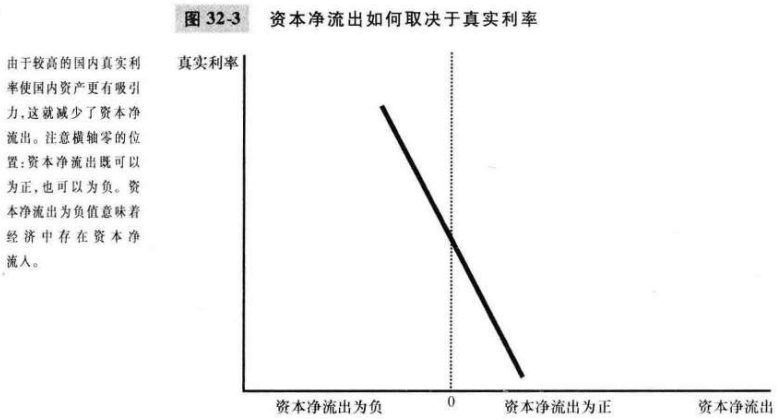 图 32-3 资本净流出如何取决于真实利率
由于较高的国内真实利
率使国内资产更有吸引
力,这就减少了资本净
流出。注意横轴零的位
置:资本净流出既可以
为正,也可以为负。资
本净流出为负值意味着
经济中存在资本净
流人。
真实利率
资本净流出为负 0 资本净流出为正 资本净流出